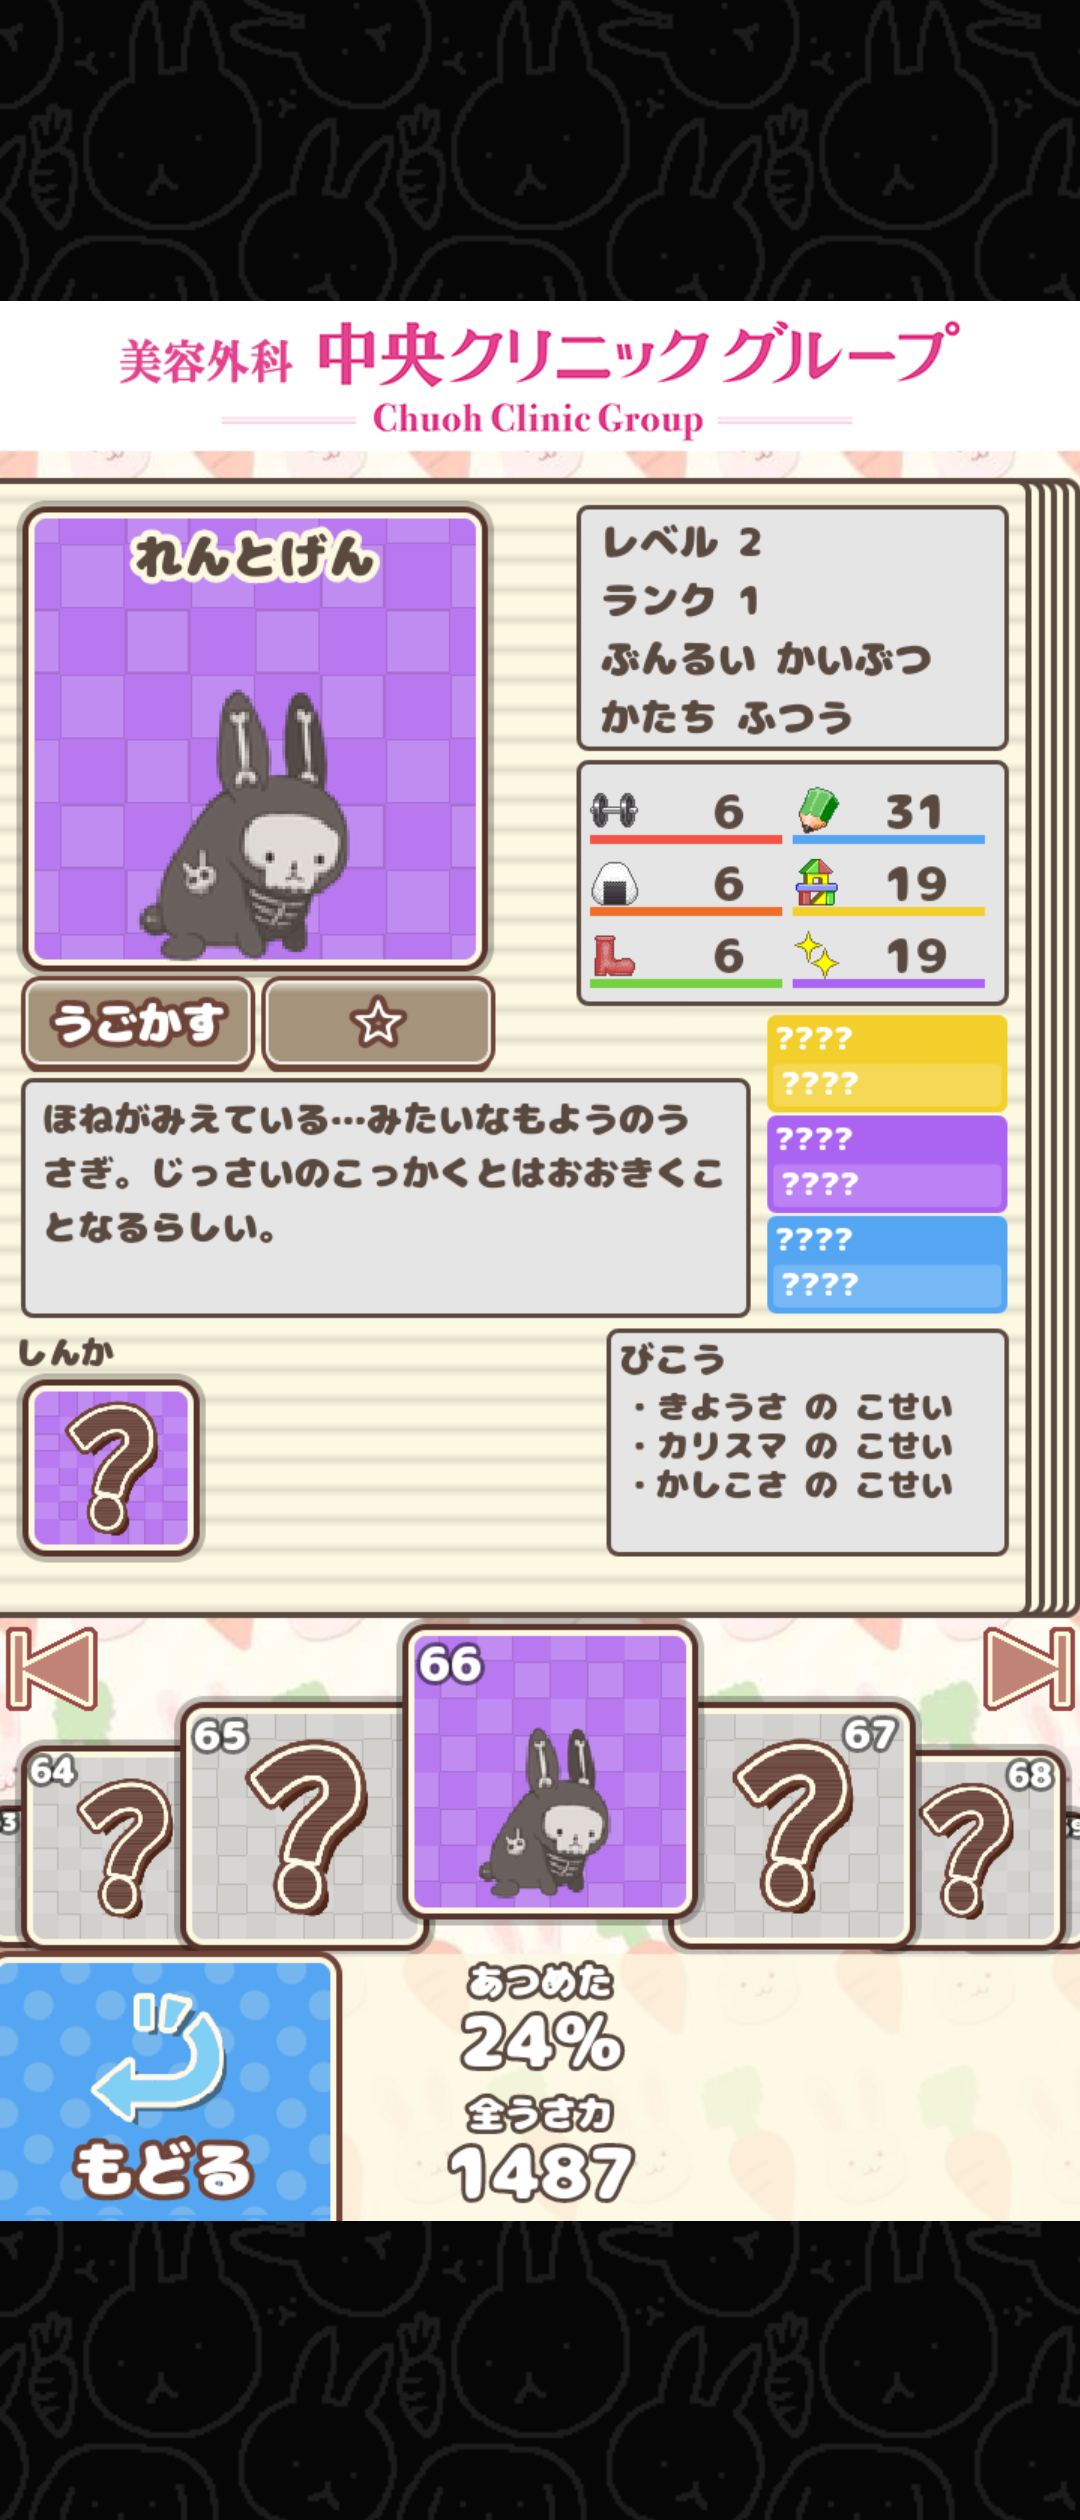 美容外科 中央クリニックグループ
Chuoh Clinic Group
れんとげん
レベル 2
ランク 1
ぶんるい かいぶつ
かたち ふつう
6 31
6 19
6 19
うごかす ☆
????
????
????
????
????
????
ほねがみえている…みたいなもようのう
さぎ。じっさいのこっかくとはおおきくこ
となるらしい。
しんか
?
びこう
・きようさ の こせい
・カリスマ の こせい
・かしこさ の こせい
64 ?
65 ?
66
67 ?
68 ?
もどる
あつめた
24%
全うさ力
1487